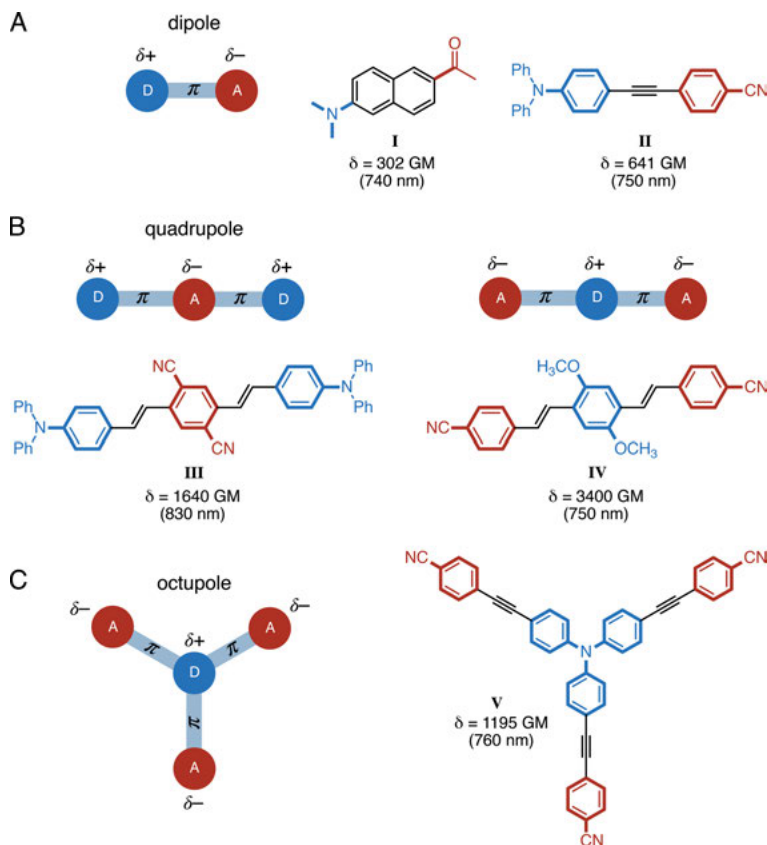 A
dipole
δ+ δ−
D π A
O
N
I
δ = 302 GM
(740 nm)
Ph
N
Ph
CN
II
δ = 641 GM
(750 nm)
B
quadrupole
δ+ δ− δ+
D π A π D
δ− δ+ δ−
A π D π A
NC
Ph
N
Ph
Ph
N
Ph
CN
III
δ = 1640 GM
(830 nm)
H₃CO
CN
NC
OCH₃
IV
δ = 3400 GM
(750 nm)
C
octupole
δ− δ−
A A
δ+
π π
D
π
A
δ−
NC CN
N
V
δ = 1195 GM
(760 nm)
CN